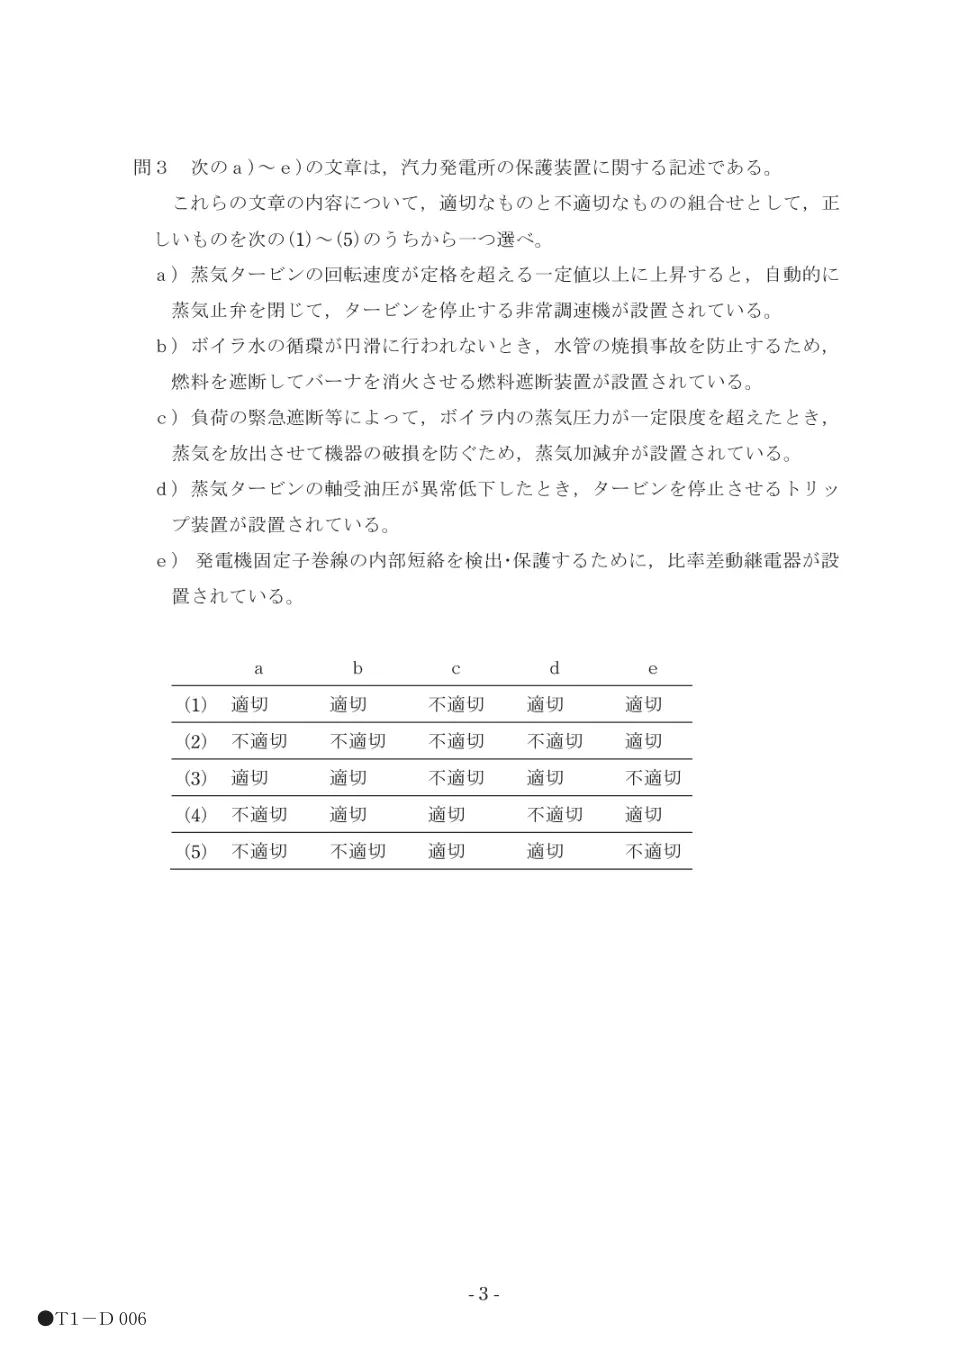 問３　次のａ)～ｅ)の文章は，汽力発電所の保護装置に関する記述である。
これらの文章の内容について，適切なものと不適切なものの組合せとして，正
しいものを次の(1)～(5)のうちから一つ選べ。
ａ）蒸気タービンの回転速度が定格を超える一定値以上に上昇すると，自動的に
蒸気止弁を閉じて，タービンを停止する非常調速機が設置されている。
ｂ）ボイラ水の循環が円滑に行われないとき，水管の焼損事故を防止するため，
燃料を遮断してバーナを消火させる燃料遮断装置が設置されている。
ｃ）負荷の緊急遮断等によって，ボイラ内の蒸気圧力が一定限度を超えたとき，
蒸気を放出させて機器の破損を防ぐため，蒸気加減弁が設置されている。
ｄ）蒸気タービンの軸受油圧が異常低下したとき，タービンを停止させるトリッ
プ装置が設置されている。
ｅ） 発電機固定子巻線の内部短絡を検出･保護するために，比率差動継電器が設
置されている。
ａ ｂ ｃ ｄ ｅ
(1) 適切 適切 不適切 適切 適切
(2) 不適切 不適切 不適切 不適切 適切
(3) 適切 適切 不適切 適切 不適切
(4) 不適切 適切 適切 不適切 適切
(5) 不適切 不適切 適切 適切 不適切
- 3 -
●T1－D 006